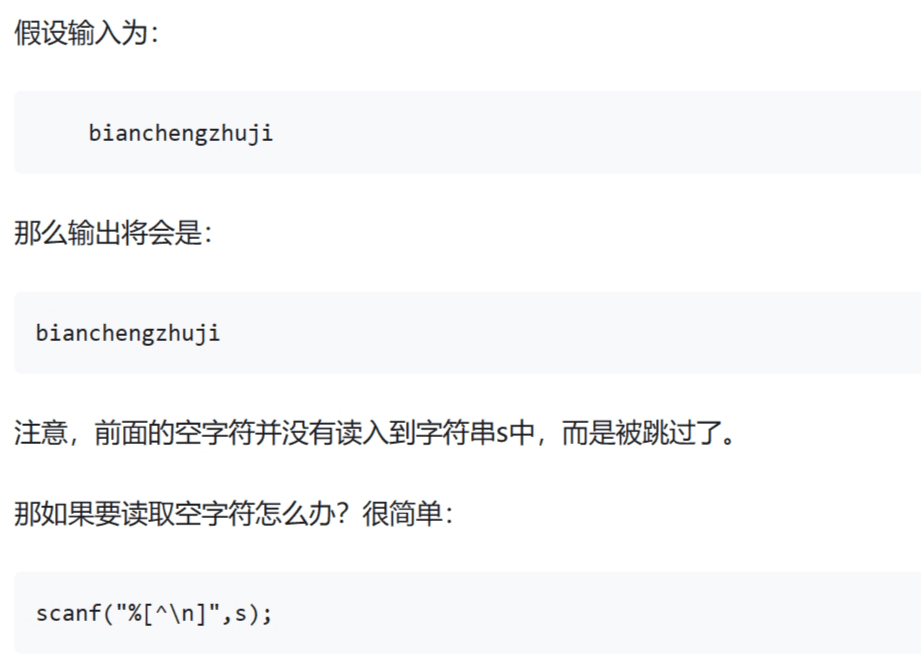 假设输入为：
bianchengzhuji
那么输出将会是：
bianchengzhuji
注意，前面的空字符并没有读入到字符串s中，而是被跳过了。
那如果要读取空字符怎么办？很简单：
scanf("%[^\n]",s);